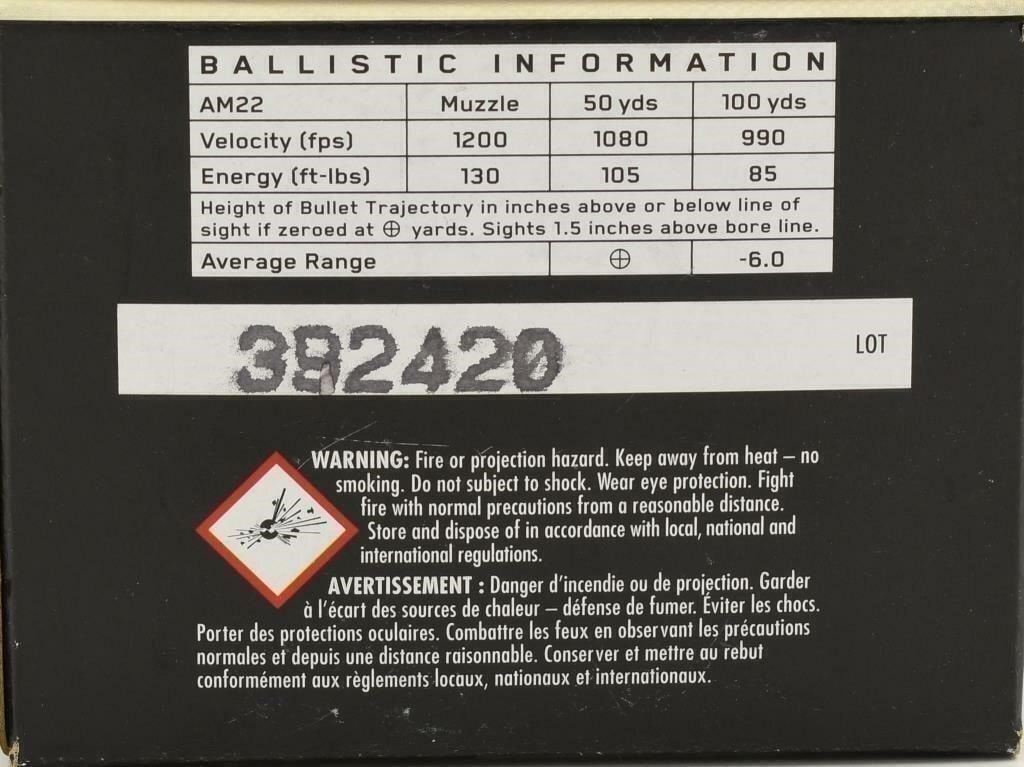 BALLISTIC INFORMATION
AM22 Muzzle 50 yds 100 yds
Velocity (fps) 1200 1080 990
Energy (ft-lbs) 130 105 85
Height of Bullet Trajectory in inches above or below line of
sight if zeroed at ⊕ yards. Sights 1.5 inches above bore line.
Average Range ⊕ -6.0
392420 LOT
WARNING: Fire or projection hazard. Keep away from heat – no
smoking. Do not subject to shock. Wear eye protection. Fight
fire with normal precautions from a reasonable distance.
Store and dispose of in accordance with local, national and
international regulations.
AVERTISSEMENT : Danger d'incendie ou de projection. Garder
à l'écart des sources de chaleur – défense de fumer. Éviter les chocs.
Porter des protections oculaires. Combattre les feux en observant les précautions
normales et depuis une distance raisonnable. Conserver et mettre au rebut
conformément aux règlements locaux, nationaux et internationaux.